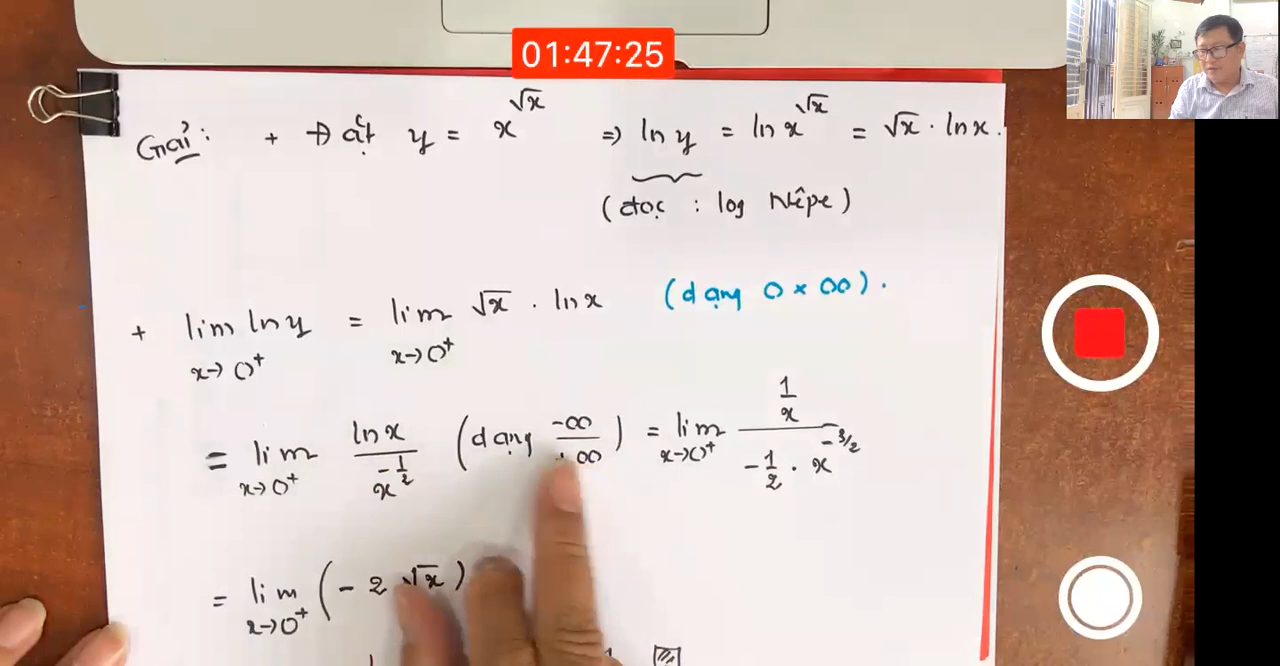 01:47:25
Giải: + Đặt y = x^√x ⇒ ln y = ln x^√x = √x · ln x.
(đọc : log Nêpe)
+ lim_{x→0⁺} ln y = lim_{x→0⁺} √x · ln x (dạng 0 × ∞).
= lim_{x→0⁺} ln x / x^{-1/2} (dạng -∞/+∞) = lim_{x→0⁺} (1/x) / (-1/2 · x^{-3/2})
= lim_{x→0⁺} (- 2 √x)